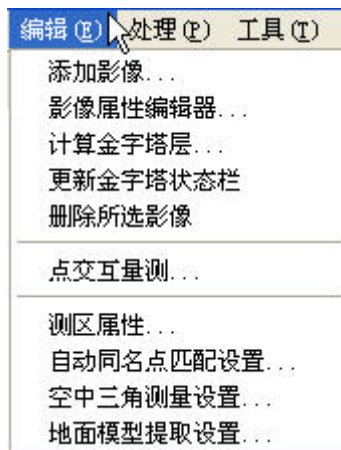 编辑(E) 处理(P) 工具(T)
添加影像...
影像属性编辑器...
计算金字塔层...
更新金字塔状态栏
删除所选影像
点交互量测...
测区属性...
自动同名点匹配设置...
空中三角测量设置...
地面模型提取设置...